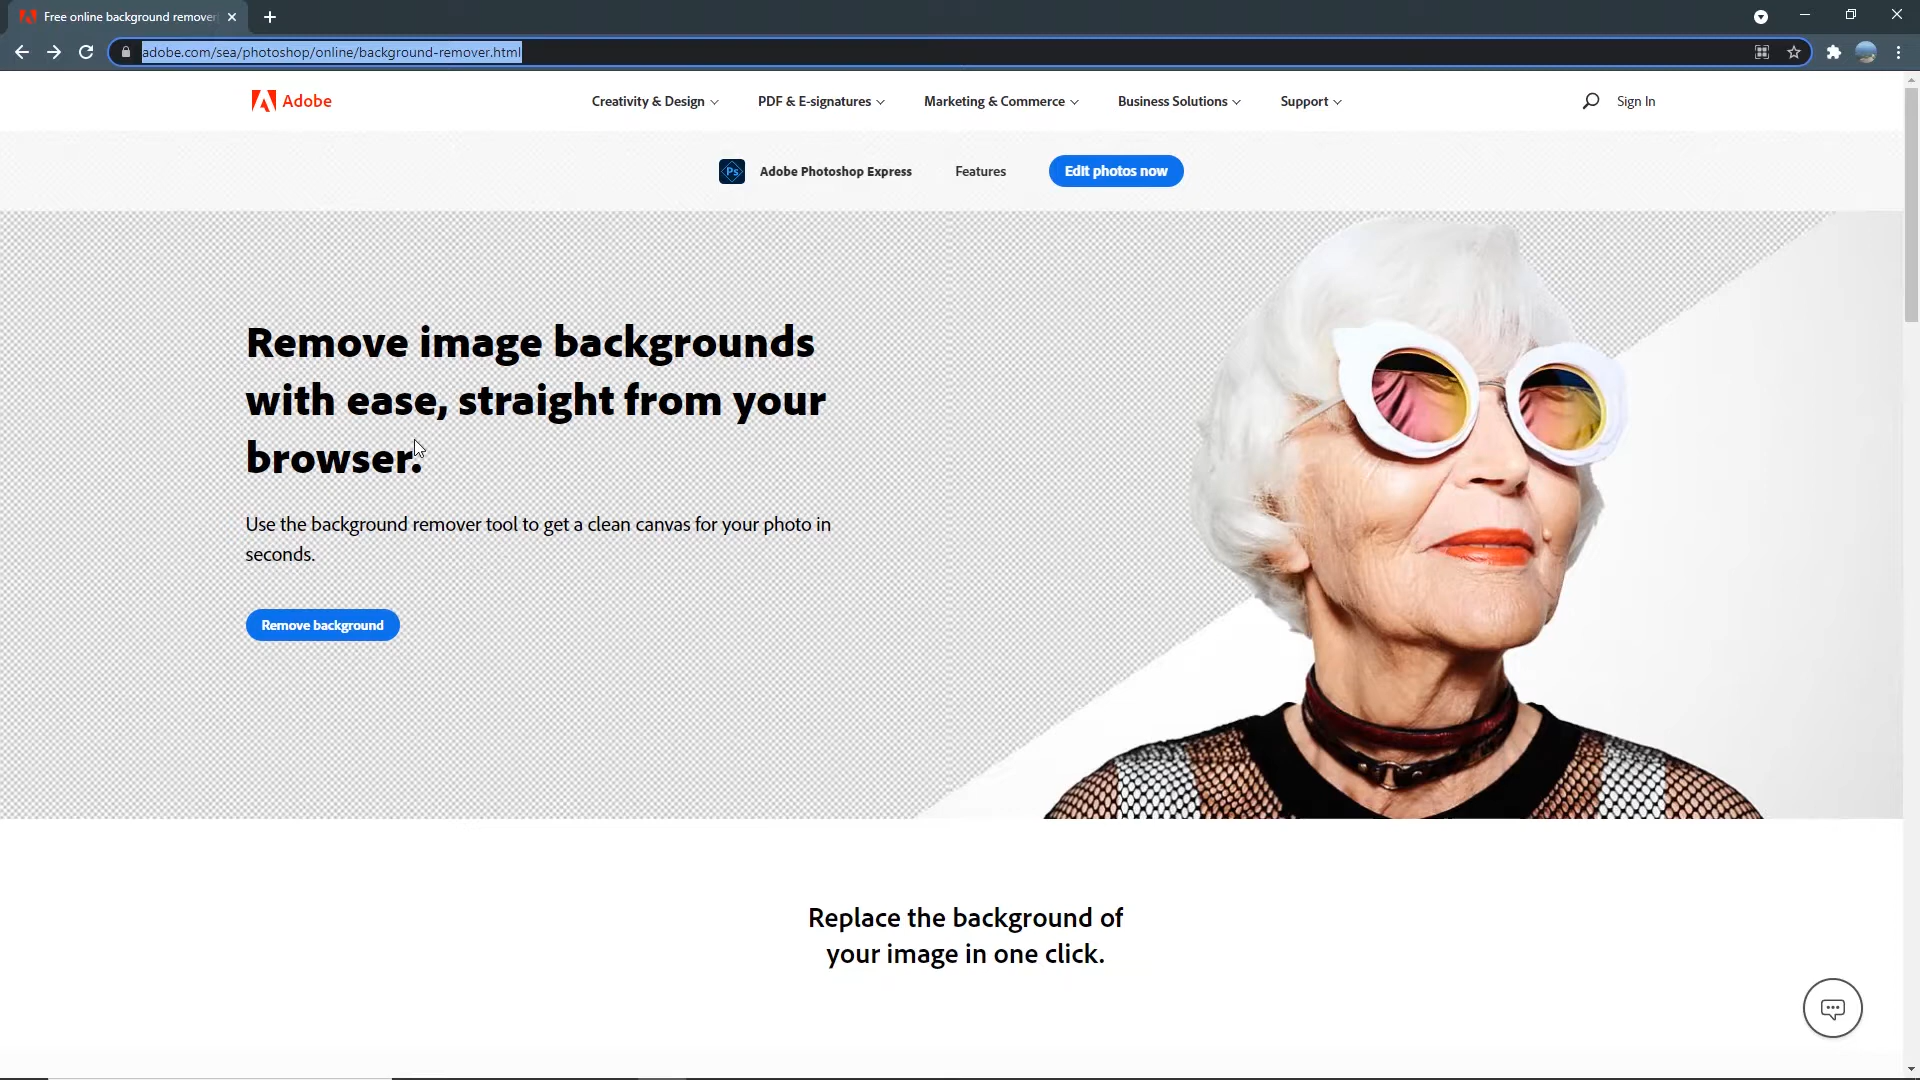 Free online background remover
adobe.com/sea/photoshop/online/background-remover.html
Adobe
Creativity & Design
PDF & E-signatures
Marketing & Commerce
Business Solutions
Support
Sign In
Ps
Adobe Photoshop Express
Features
Edit photos now
Remove image backgrounds
with ease, straight from your
browser.
Use the background remover tool to get a clean canvas for your photo in
seconds.
Remove background
Replace the background of
your image in one click.